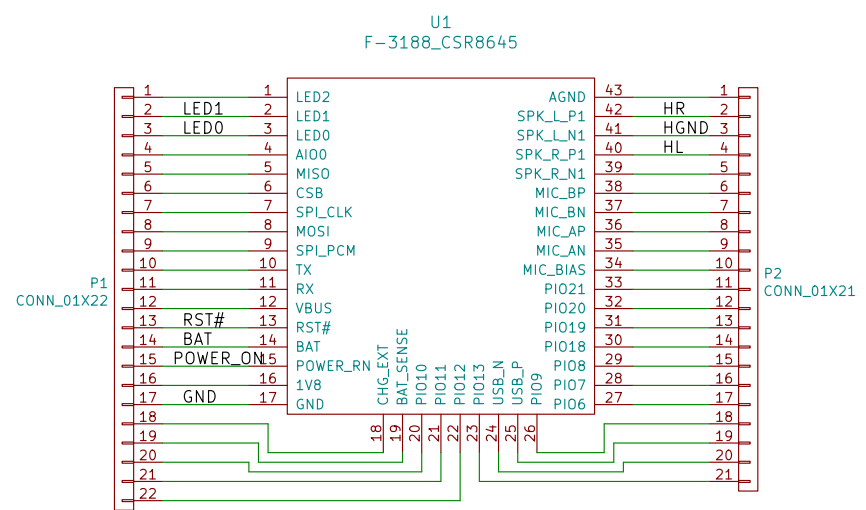 U1
F-3188_CSR8645
1 1 LED2 AGND 43 1
2 LED1 2 LED1 SPK_L_P1 42 HR 2
3 LED0 3 LED0 SPK_L_N1 41 HGND 3
4 4 AIO0 SPK_R_P1 40 HL 4
5 5 MISO SPK_R_N1 39 5
6 6 CSB MIC_BP 38 6
7 7 SPI_CLK MIC_BN 37 7
8 8 MOSI MIC_AP 36 8
9 9 SPI_PCM MIC_AN 35 9
10 10 TX MIC_BIAS 34 10
P1 P2
11 11 RX PIO21 33 11
CONN_01X22 CONN_01X21
12 12 VBUS PIO20 32 12
13 RST# 13 RST# PIO19 31 13
14 BAT 14 BAT PIO18 30 14
15 POWER_ON 15 POWER_RN PIO8 29 15
16 16 1V8 PIO7 28 16
17 GND 17 GND PIO6 27 17
CHG_EXT BAT_SENSE PIO10 PIO11 PIO12 PIO13 USB_N USB_P PIO9
18 19 20 21 22 23 24 25 26
18 18
19 19
20 20
21 21
22